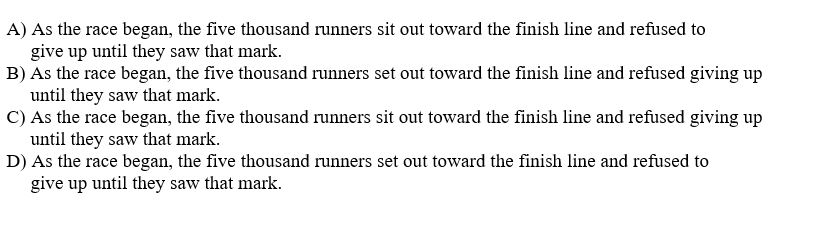 A) As the race began, the five thousand runners sit out toward the finish line and refused to
give up until they saw that mark.
B) As the race began, the five thousand runners set out toward the finish line and refused giving up
until they saw that mark.
C) As the race began, the five thousand runners sit out toward the finish line and refused giving up
until they saw that mark.
D) As the race began, the five thousand runners set out toward the finish line and refused to
give up until they saw that mark.